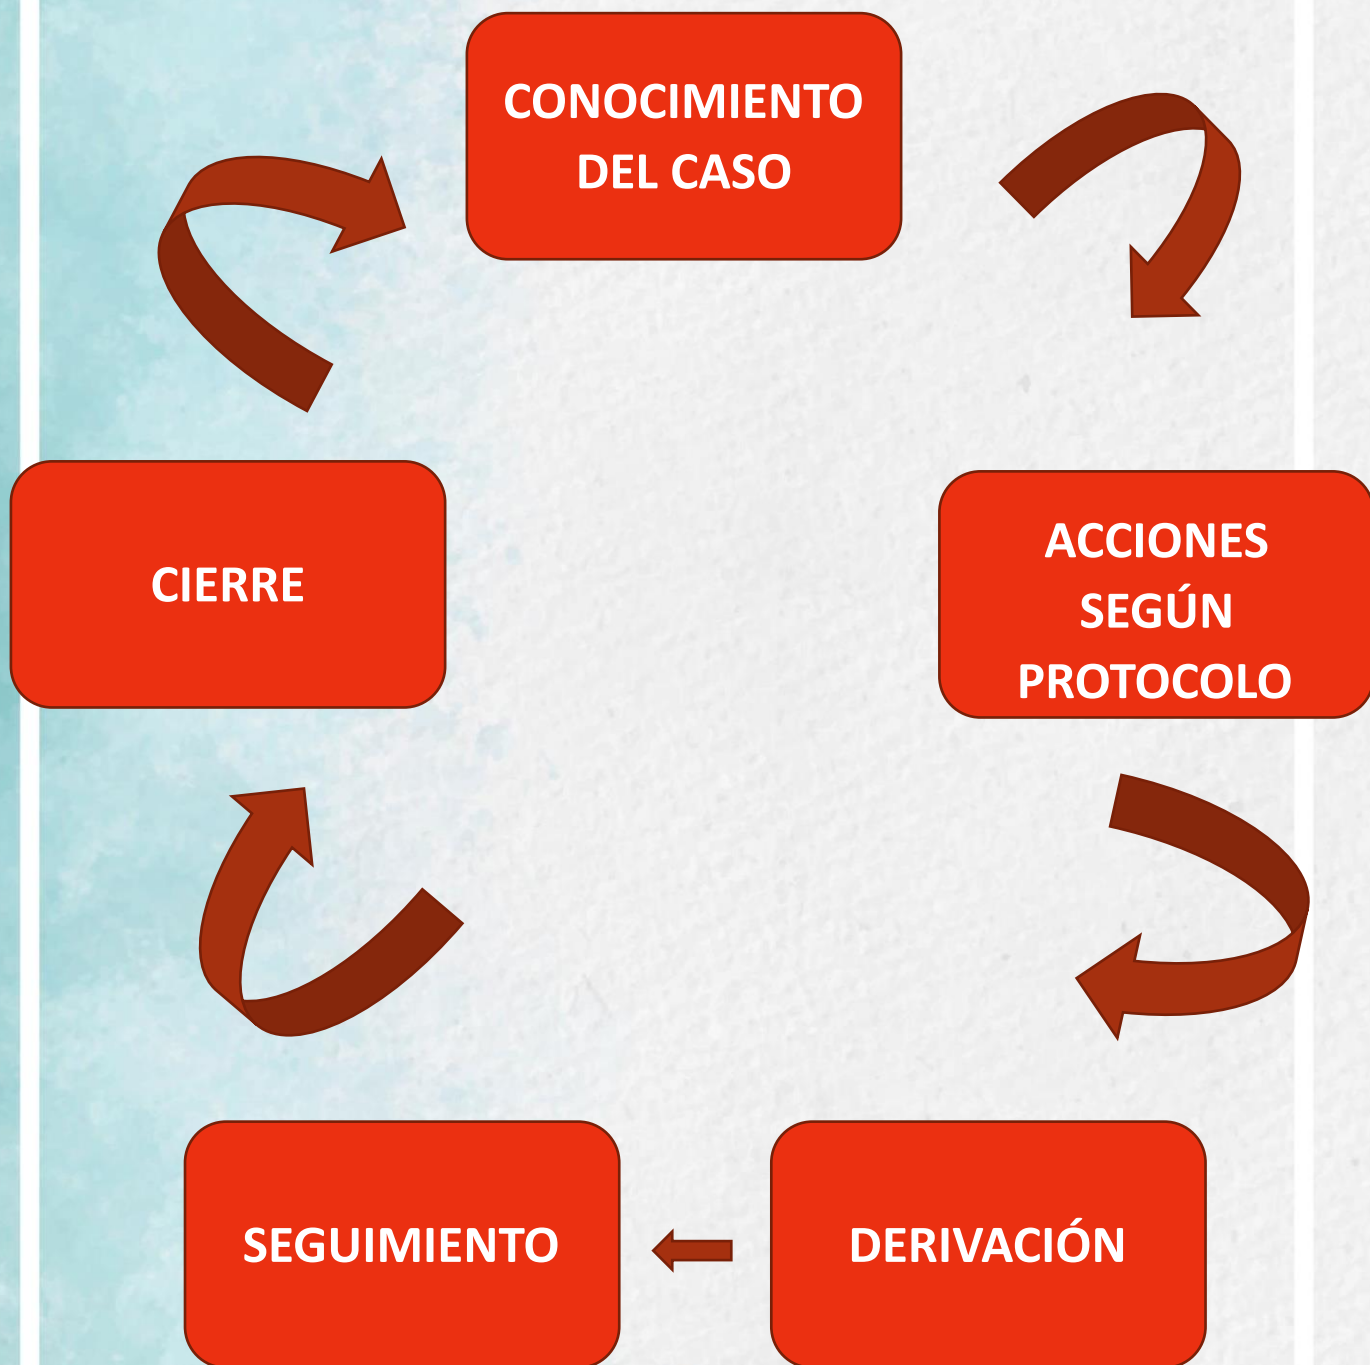 CONOCIMIENTO
DEL CASO
ACCIONES
SEGÚN
PROTOCOLO
DERIVACIÓN
SEGUIMIENTO
CIERRE